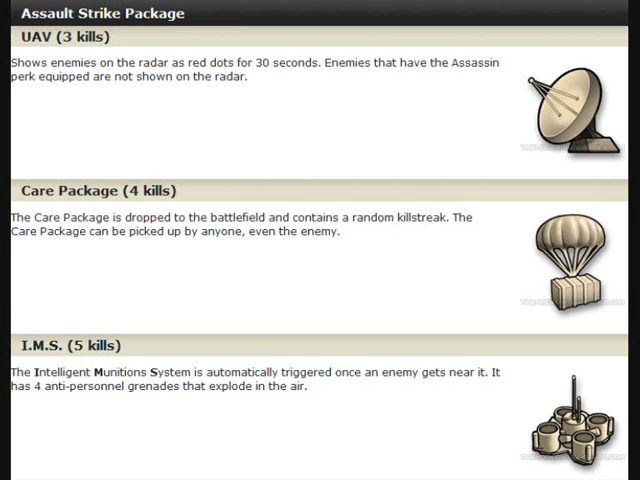 Assault Strike Package
UAV (3 kills)
Shows enemies on the radar as red dots for 30 seconds. Enemies that have the Assassin
perk equipped are not shown on the radar.
Care Package (4 kills)
The Care Package is dropped to the battlefield and contains a random killstreak. The
Care Package can be picked up by anyone, even the enemy.
I.M.S. (5 kills)
The Intelligent Munitions System is automatically triggered once an enemy gets near it. It
has 4 anti-personnel grenades that explode in the air.